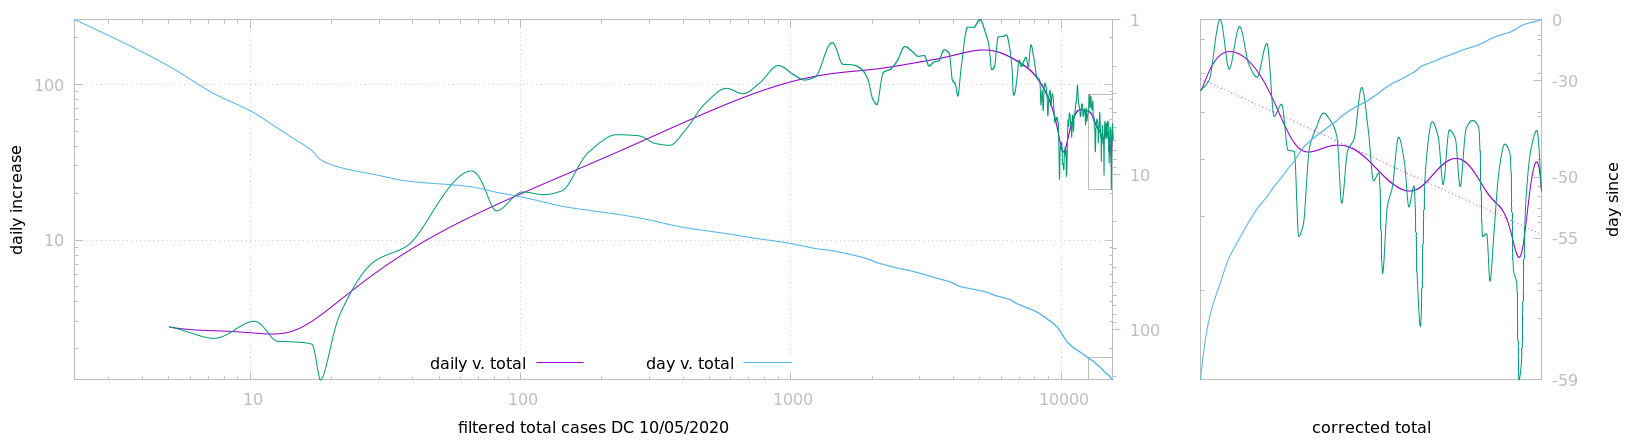 daily increase
100
10
10
100
1000
10000
1
10
100
daily v. total
day v. total
filtered total cases DC 10/05/2020
0
-30
-50
-55
-59
day since
corrected total